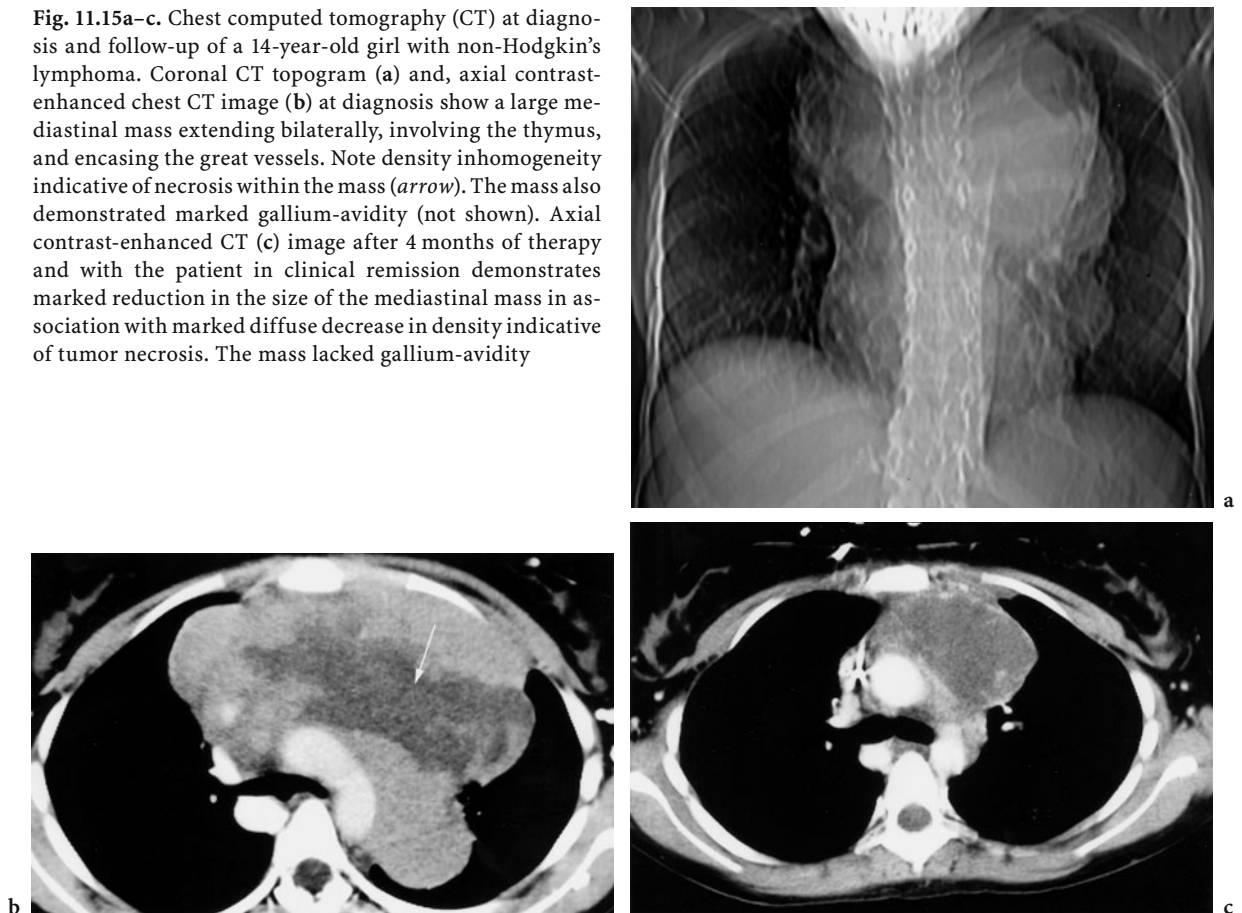 Fig. 11.15a–c. Chest computed tomography (CT) at diagno-
sis and follow-up of a 14-year-old girl with non-Hodgkin's
lymphoma. Coronal CT topogram (a) and, axial contrast-
enhanced chest CT image (b) at diagnosis show a large me-
diastinal mass extending bilaterally, involving the thymus,
and encasing the great vessels. Note density inhomogeneity
indicative of necrosis within the mass (arrow). The mass also
demonstrated marked gallium-avidity (not shown). Axial
contrast-enhanced CT (c) image after 4 months of therapy
and with the patient in clinical remission demonstrates
marked reduction in the size of the mediastinal mass in as-
sociation with marked diffuse decrease in density indicative
of tumor necrosis. The mass lacked gallium-avidity
a
b
c